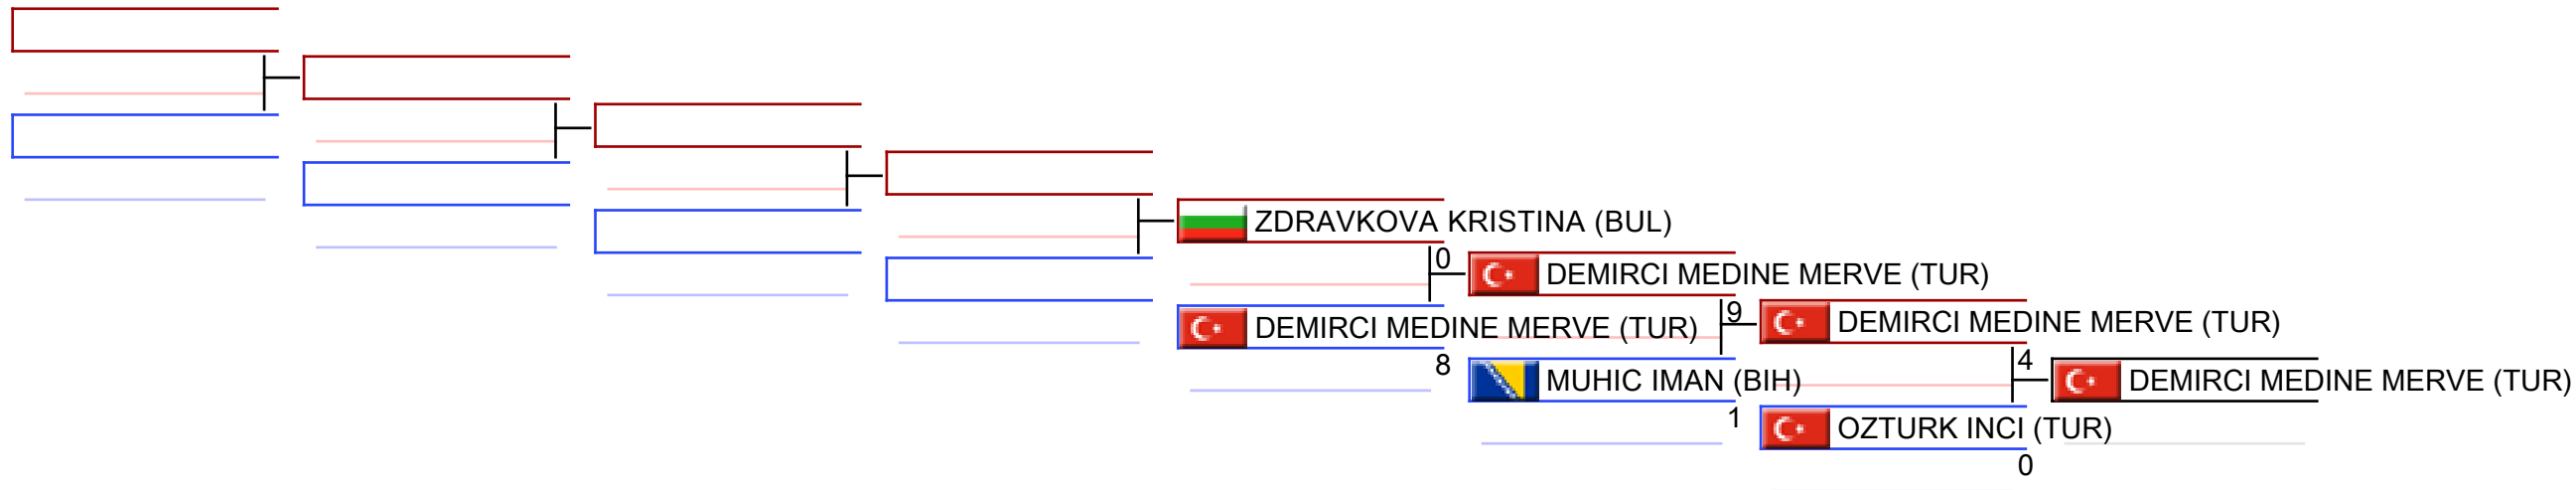 ZDRAVKOVA KRISTINA (BUL)
0
DEMIRCI MEDINE MERVE (TUR)
DEMIRCI MEDINE MERVE (TUR)
8
9
DEMIRCI MEDINE MERVE (TUR)
MUHIC IMAN (BIH)
1
4
DEMIRCI MEDINE MERVE (TUR)
OZTURK INCI (TUR)
0